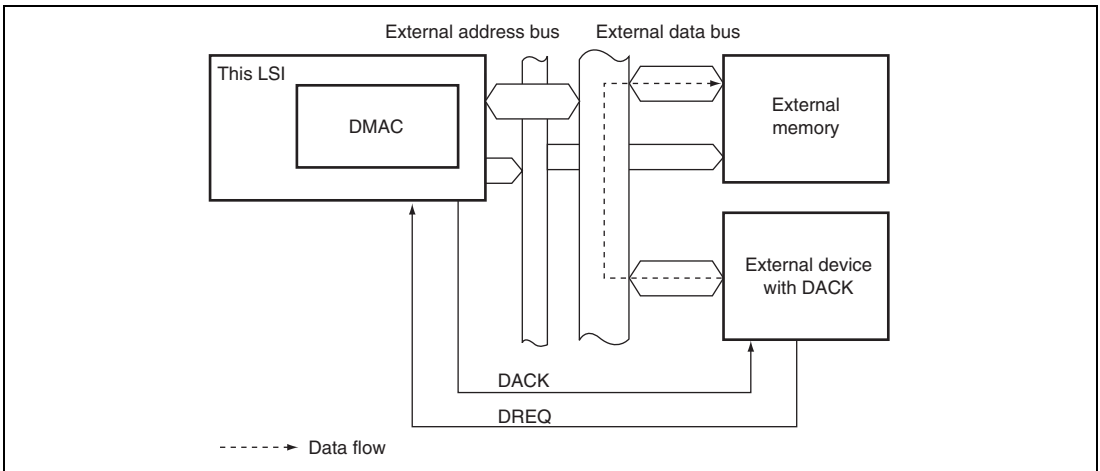 External address bus
External data bus
This LSI
DMAC
External
memory
External device
with DACK
DACK
DREQ
Data flow